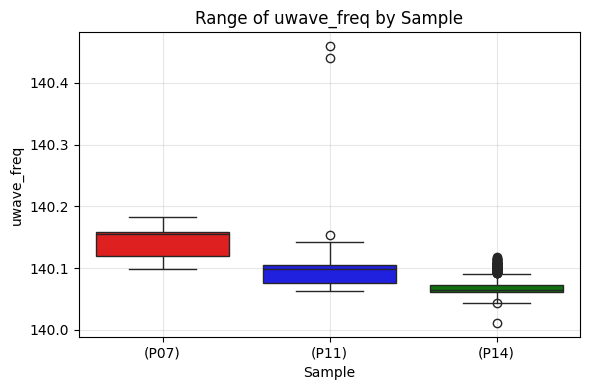 Range of uwave_freq by Sample
140.4
140.3
140.2
140.1
140.0
uwave_freq
(P07) (P11) (P14)
Sample